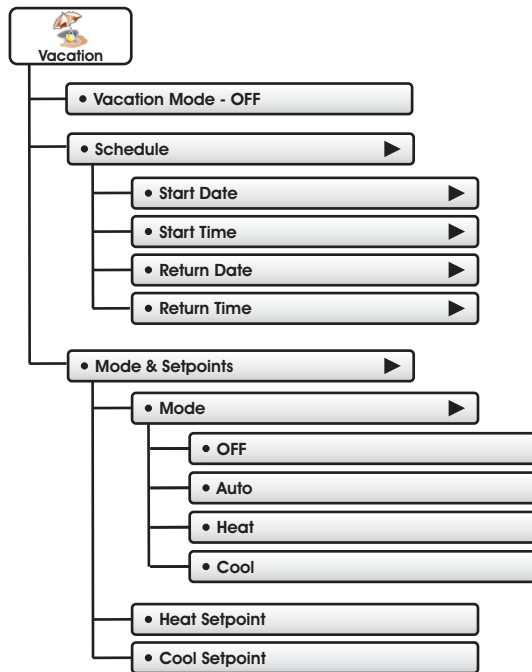 Vacation
• Vacation Mode - OFF
• Schedule
• Start Date
• Start Time
• Return Date
• Return Time
• Mode & Setpoints
• Mode
• OFF
• Auto
• Heat
• Cool
• Heat Setpoint
• Cool Setpoint